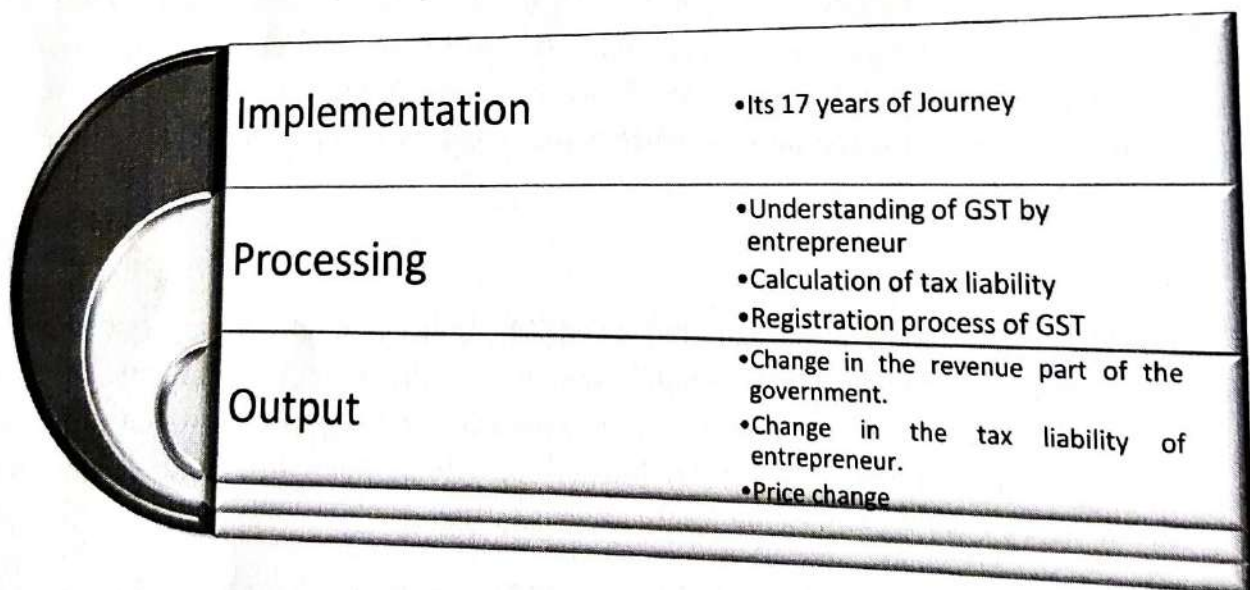 Implementation
•Its 17 years of Journey
Processing
•Understanding of GST by
entrepreneur
•Calculation of tax liability
•Registration process of GST
Output
•Change in the revenue part of the
government.
•Change in the tax liability of
entrepreneur.
•Price change